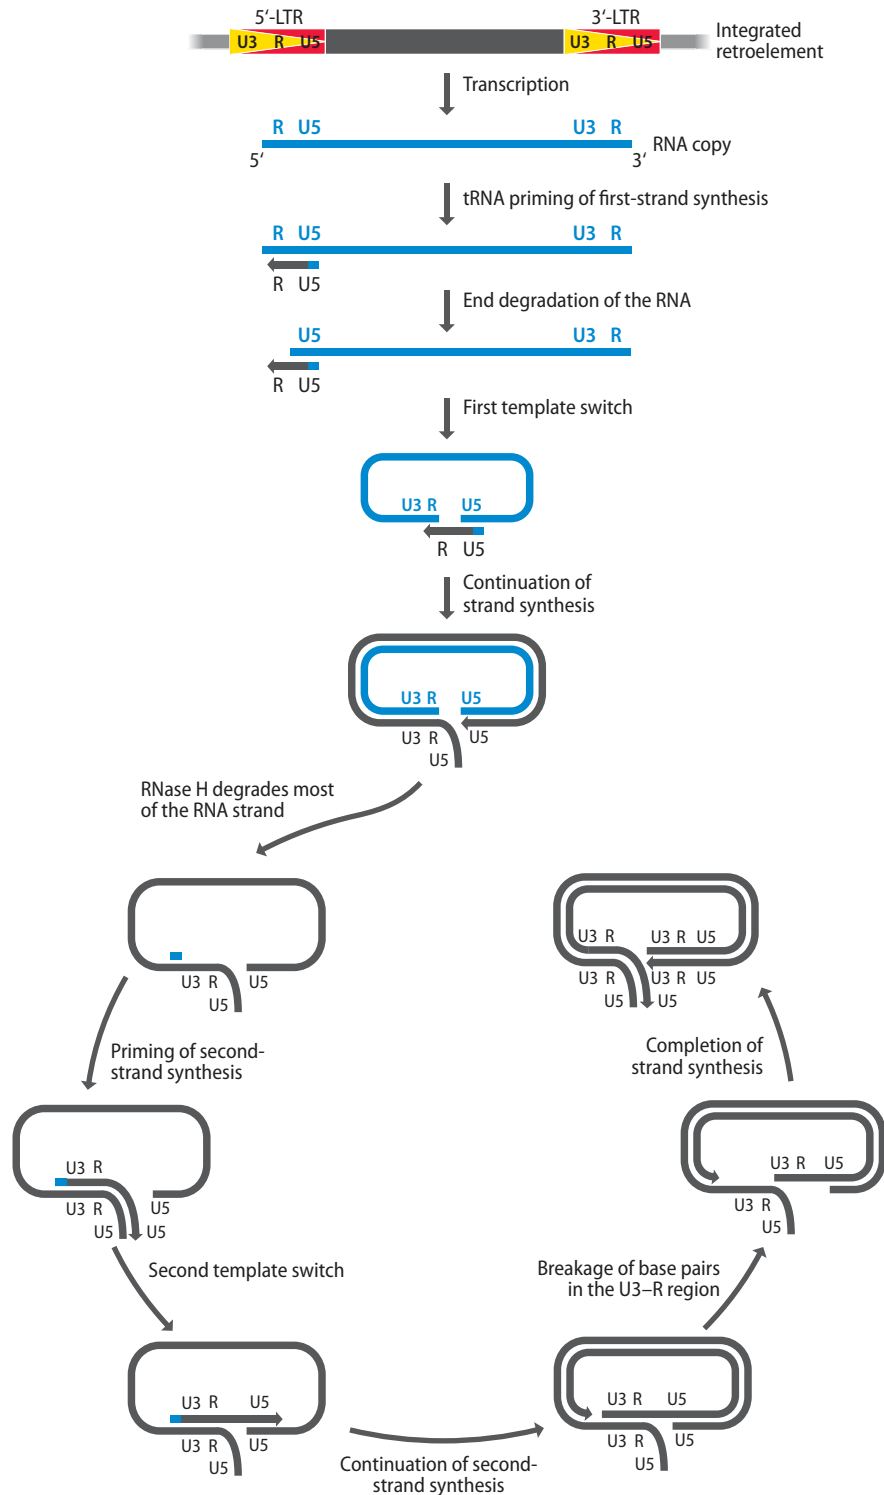 5‘-LTR
3‘-LTR
U3 R U5
U3 R U5
Integrated
retroelement
Transcription
R U5
U3 R
5‘
3‘
RNA copy
tRNA priming of first-strand synthesis
R U5
U3 R
R U5
End degradation of the RNA
U5
U3 R
R U5
First template switch
U3 R U5
R U5
Continuation of
strand synthesis
U3 R U5
U3 R U5
U5
RNase H degrades most
of the RNA strand
U3 R U5
U5
Priming of second-
strand synthesis
U3 R
U3 R U5
U5 U5
Second template switch
U3 R U5
U3 R U5
U5
Continuation of second-
strand synthesis
U3 R U5
U3 R U5
U5
Breakage of base pairs
in the U3–R region
U3 R U5
U3 R
U5
Completion of
strand synthesis
U3 R U3 R U5
U3 R U3 R U5
U5 U5